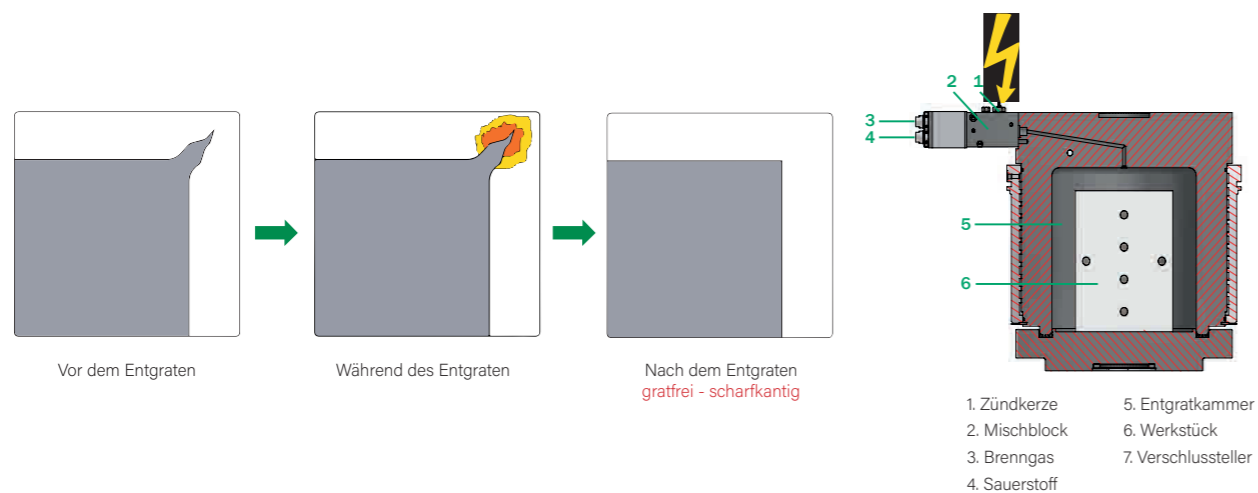 2
1
3
4
5
6
Vor dem Entgraten
Während des Entgraten
Nach dem Entgraten
gratfrei - scharfkantig
1. Zündkerze
2. Mischblock
3. Brenngas
4. Sauerstoff
5. Entgratkammer
6. Werkstück
7. Verschlussteller